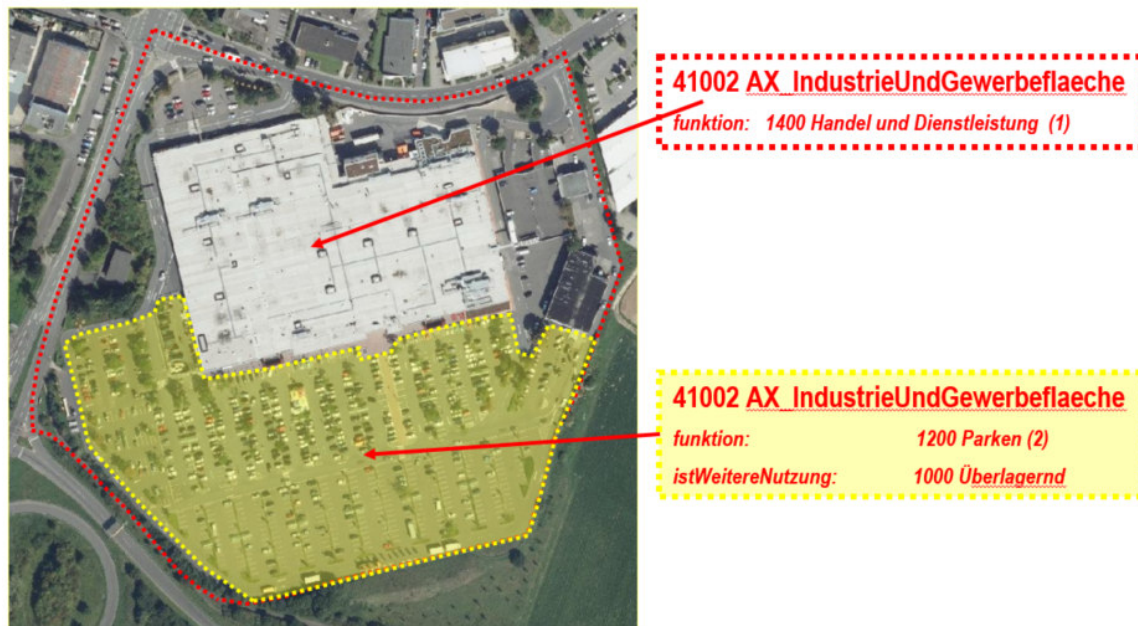 41002 AX_IndustrieUndGewerbeflaeche
funktion: 1400 Handel und Dienstleistung (1)
41002 AX_IndustrieUndGewerbeflaeche
funktion: 1200 Parken (2)
istWeitereNutzung: 1000 Überlagernd